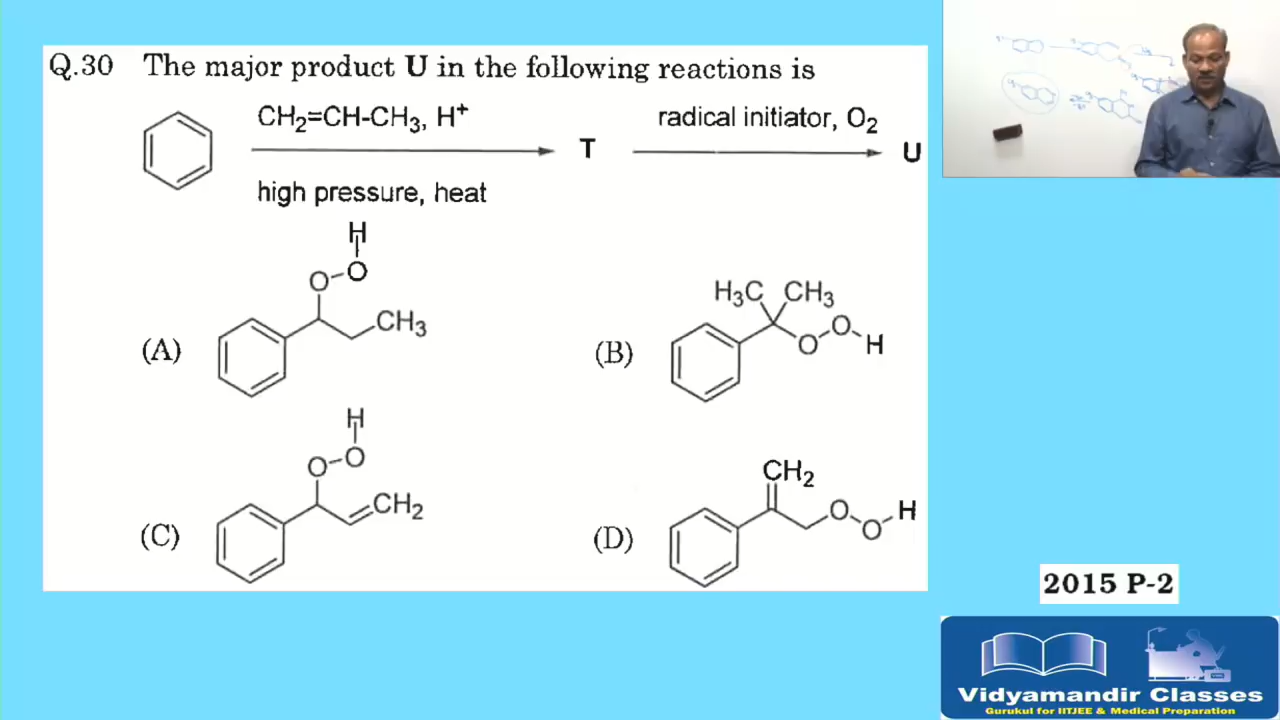 Q.30 The major product U in the following reactions is
CH2=CH-CH3, H+
radical initiator, O2
T
U
high pressure, heat
H
O-O
CH3
(A)
H3C CH3
O
O
H
(B)
H
O-O
CH2
(C)
CH2
O
O
H
(D)
2015 P-2
Vidyamandir Classes
Gurukul for IITJEE & Medical Preparation